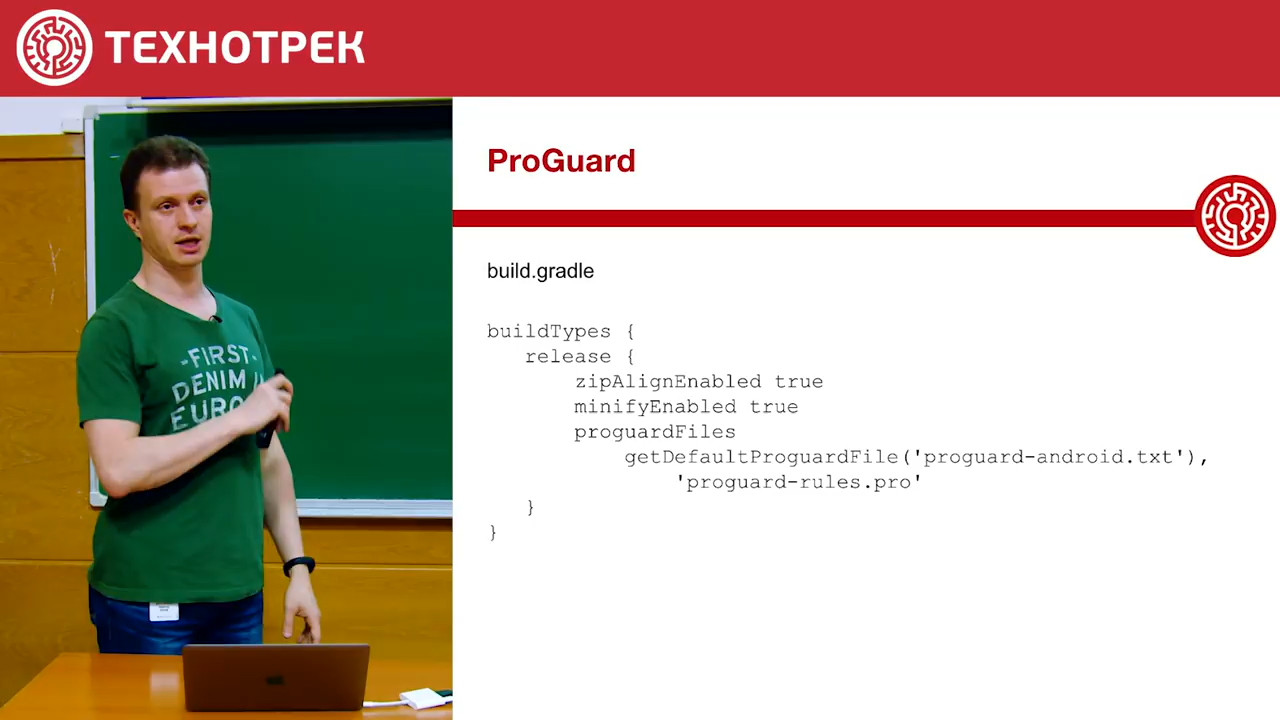 ТЕХНОТРЕК
ProGuard
build.gradle
buildTypes {
release {
zipAlignEnabled true
minifyEnabled true
proguardFiles
getDefaultProguardFile('proguard-android.txt'),
'proguard-rules.pro'
}
}
-FIRST-
DENIM
EURO